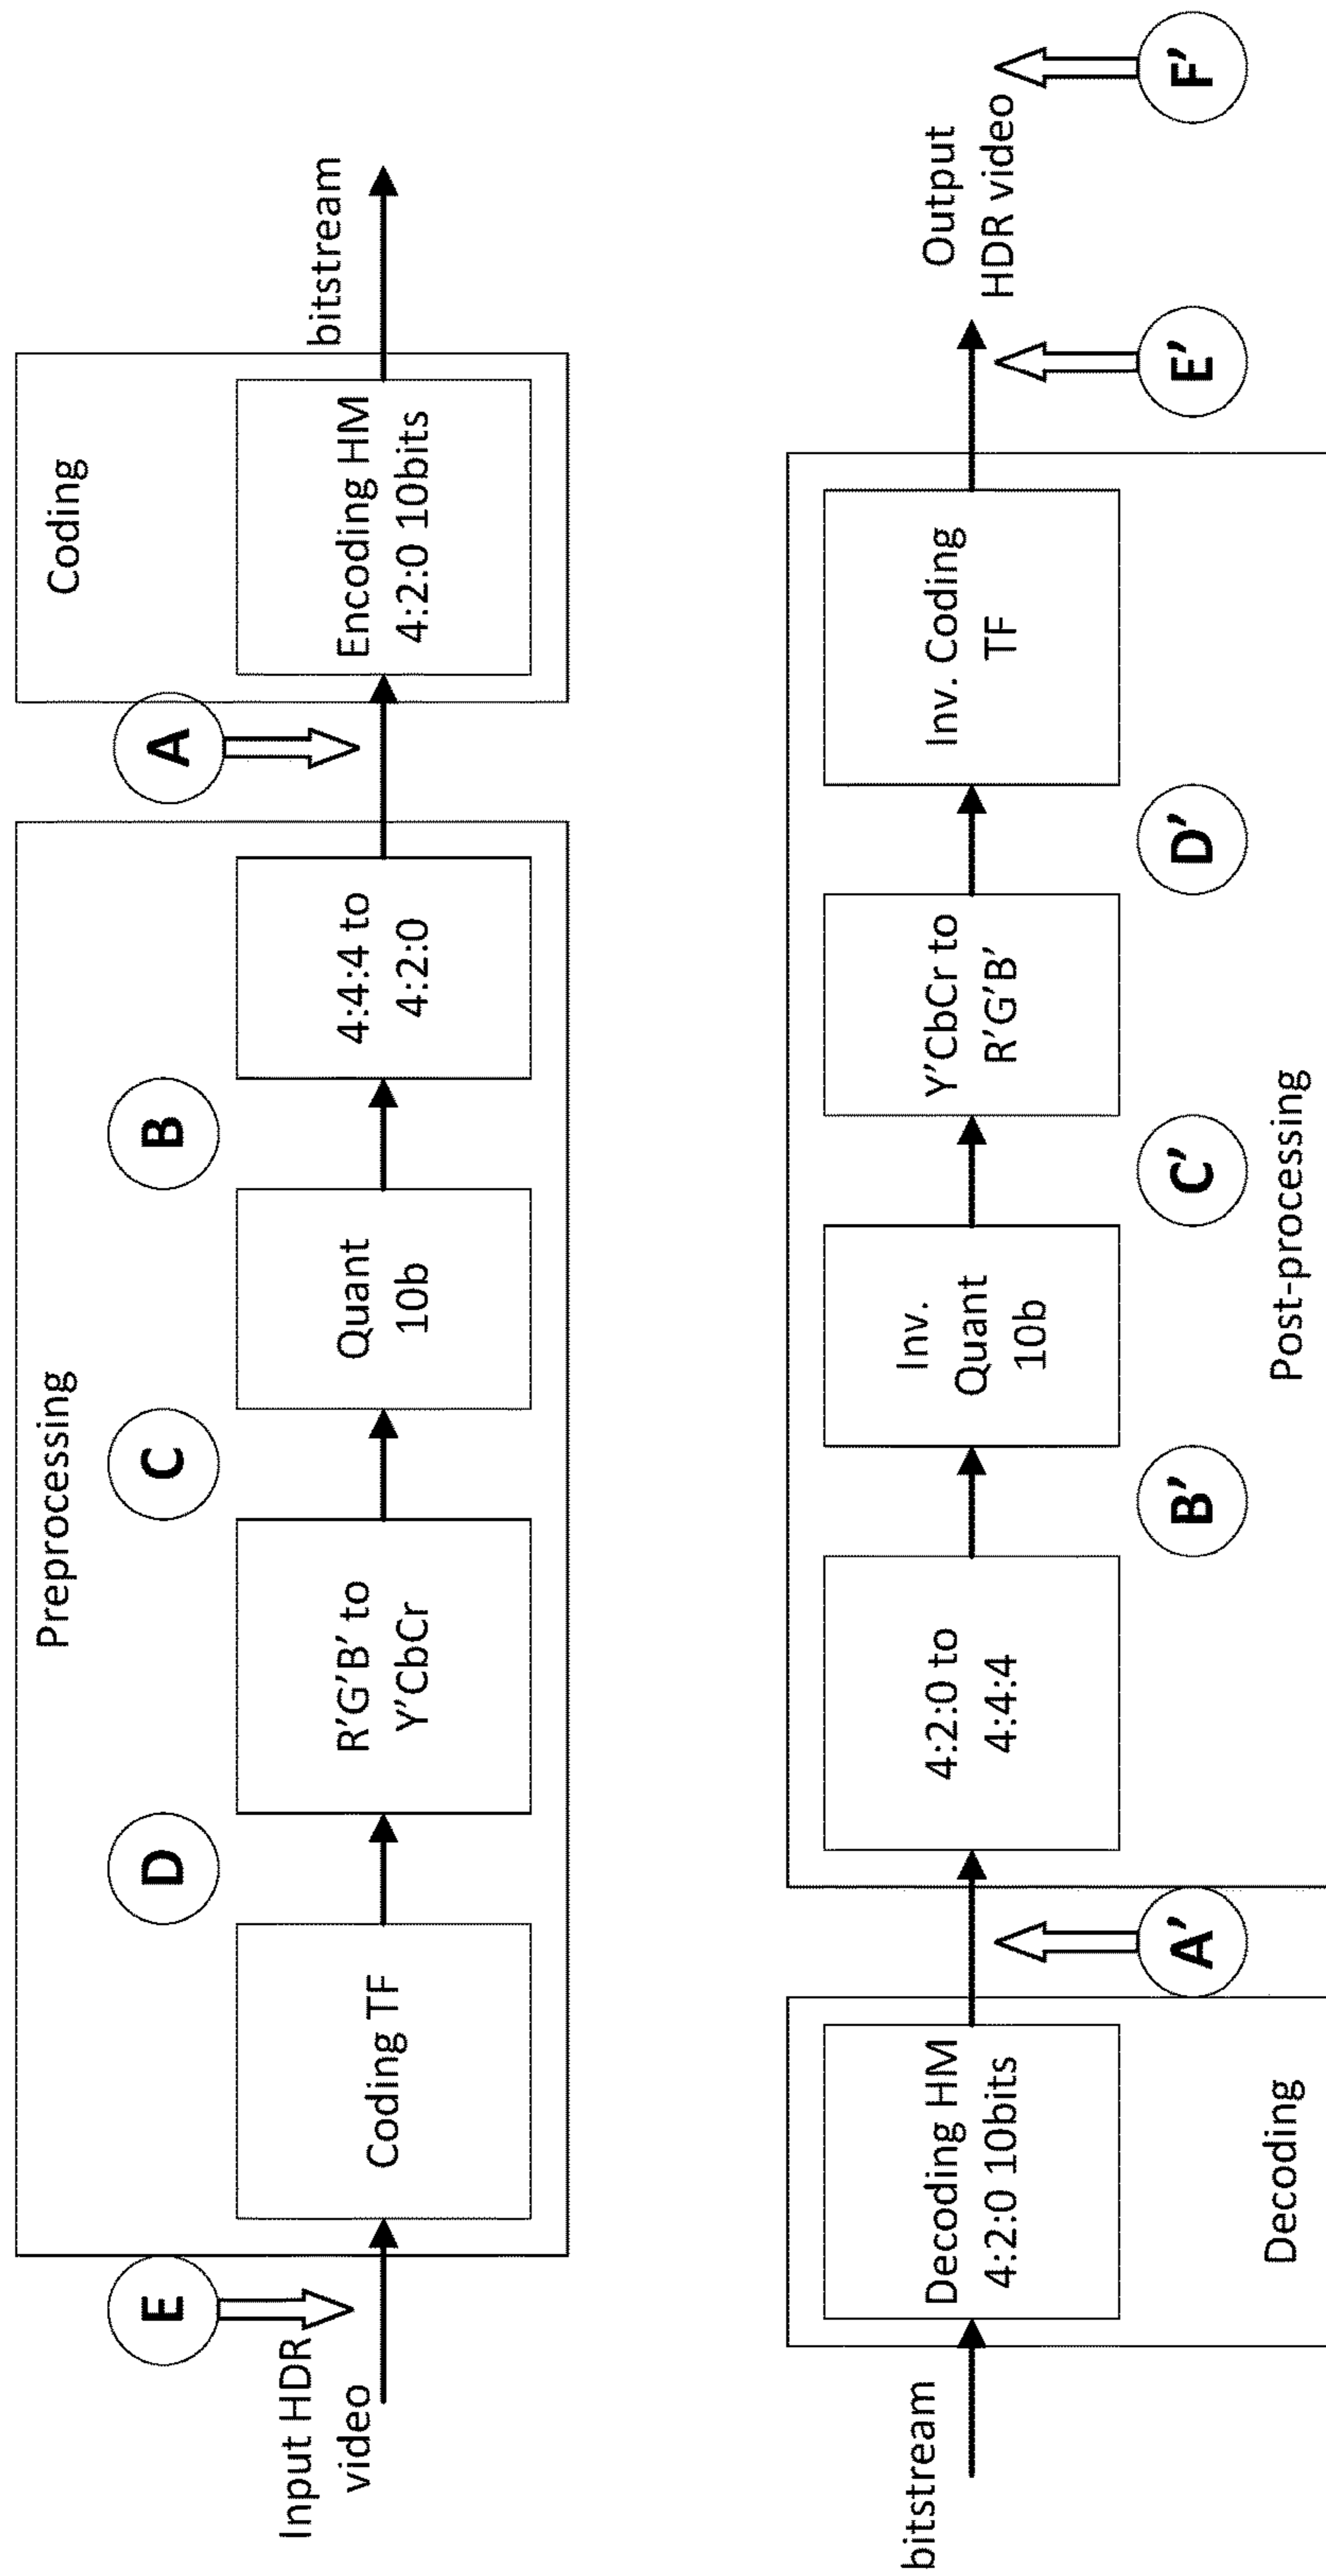 Preprocessing
Coding
E
D
C
B
A
Input HDR
video
Coding TF
R'G'B' to
Y'CbCr
Quant
10b
4:4:4 to
4:2:0
Encoding HM
4:2:0 10bits
bitstream
bitstream
Decoding HM
4:2:0 10bits
4:2:0 to
4:4:4
Inv.
Quant
10b
Y'CbCr to
R'G'B'
Inv. Coding
TF
Output
HDR video
A'
B'
C'
D'
E'
F'
Decoding
Post-processing